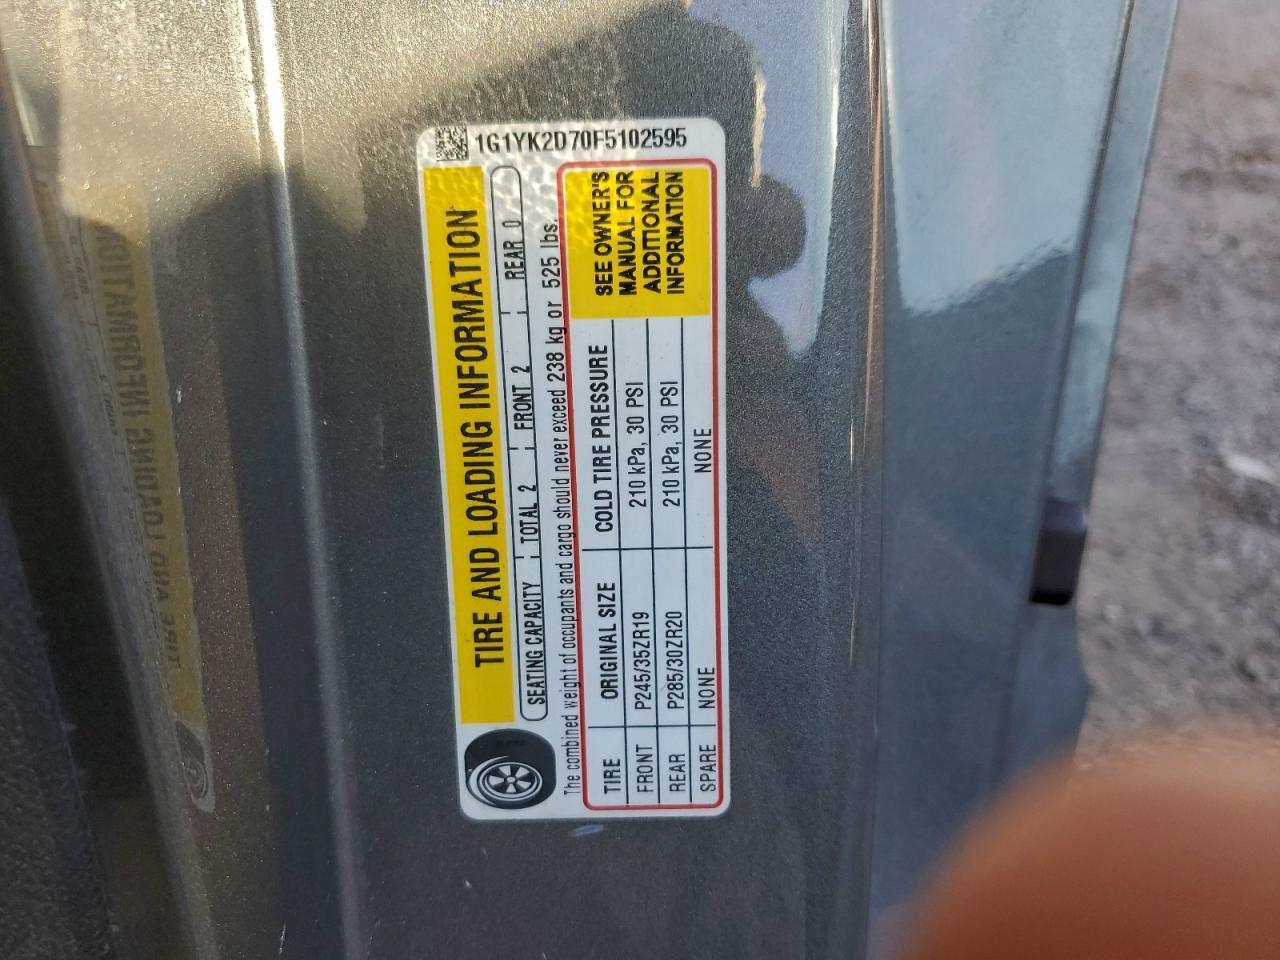 1G1YK2D70F5102595
TIRE AND LOADING INFORMATION
SEATING CAPACITY TOTAL 2 FRONT 2 REAR 0
The combined weight of occupants and cargo should never exceed 238 kg or 525 lbs.
TIRE ORIGINAL SIZE COLD TIRE PRESSURE
FRONT P245/35ZR19 210 kPa, 30 PSI
REAR P285/30ZR20 210 kPa, 30 PSI
SPARE NONE NONE
SEE OWNER'S
MANUAL FOR
ADDITIONAL
INFORMATION